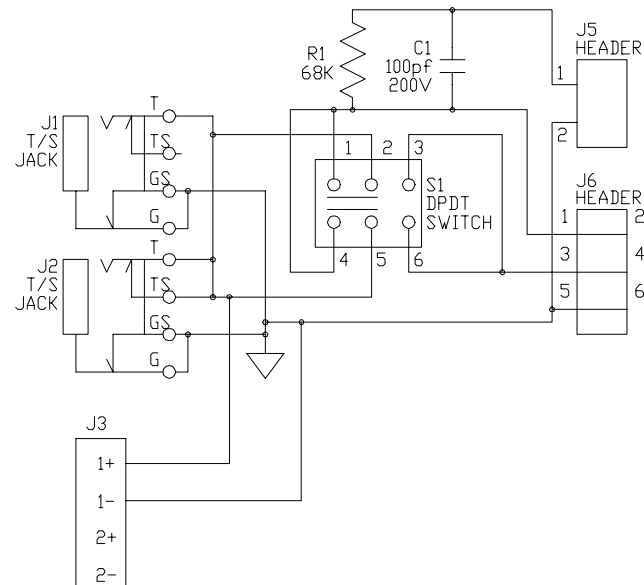 R1
68K
C1
100pf
200V
J5
HEADER
1
2
J1
T/S
JACK
T
TS
GS
G
1 2 3
S1
DPDT
SWITCH
4 5 6
J6
HEADER
1 2
3 4
5 6
J2
T/S
JACK
T
TS
GS
G
J3
1+
1-
2+
2-